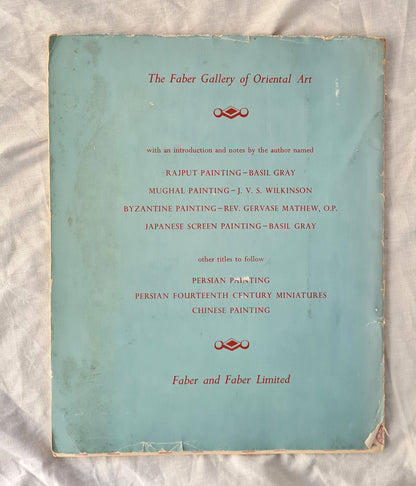 The Faber Gallery of Oriental Art
with an introduction and notes by the author named
RAJPUT PAINTING—BASIL GRAY
MUGHAL PAINTING—J. V. S. WILKINSON
BYZANTINE PAINTING—REV. GERVASE MATHEW, O.P.
JAPANESE SCREEN PAINTING—BASIL GRAY
other titles to follow
PERSIAN PAINTING
PERSIAN FOURTEENTH CENTURY MINIATURES
CHINESE PAINTING
Faber and Faber Limited